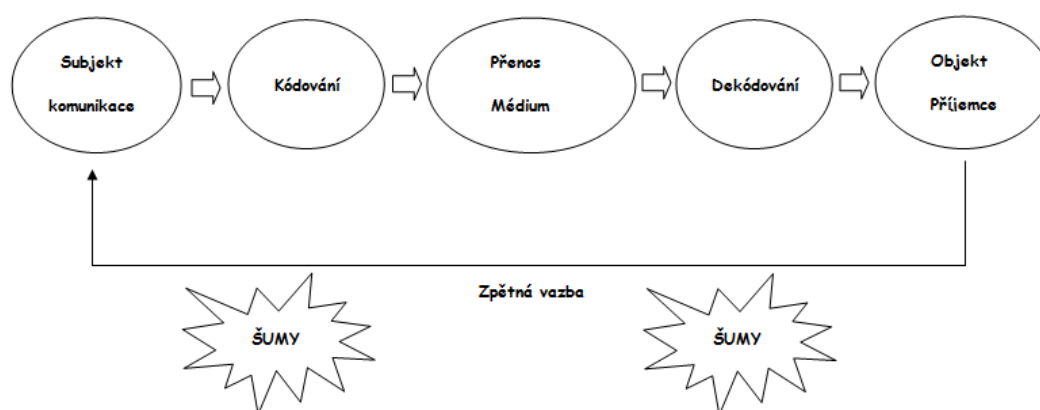 Subjekt
komunikace
Kódování
Přenos
Médium
Dekódování
Objekt
Příjemce
Zpětná vazba
ŠUMY
ŠUMY